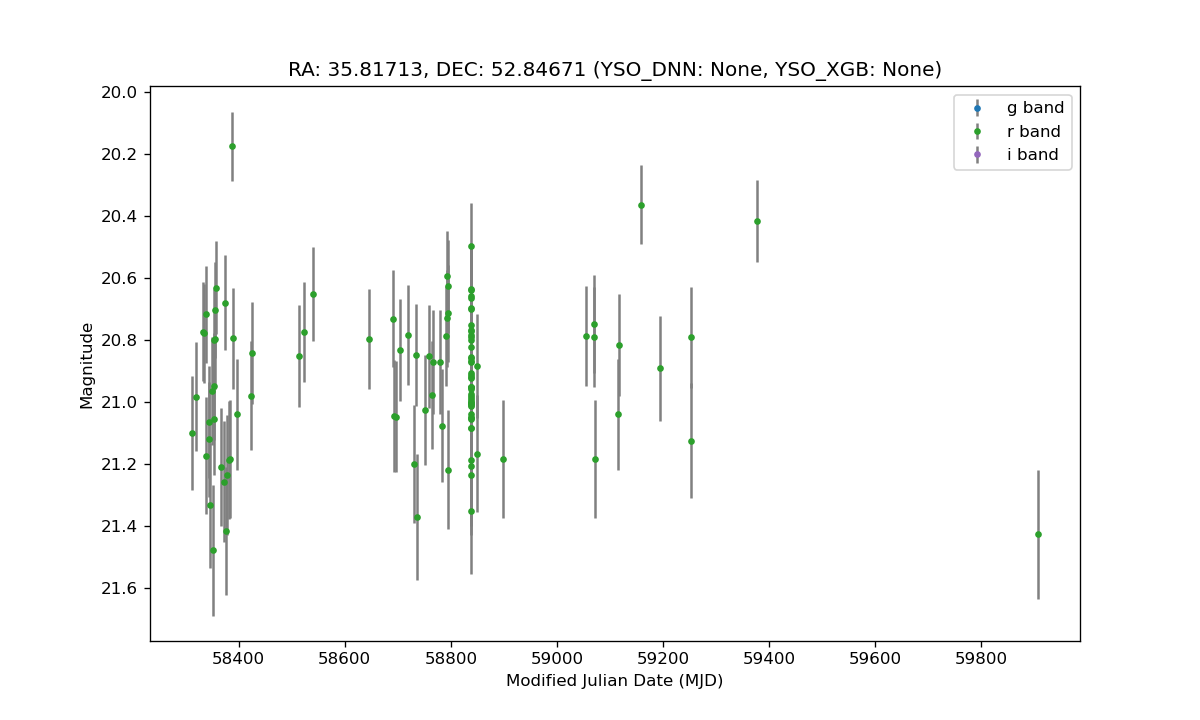 RA: 35.81713, DEC: 52.84671 (YSO_DNN: None, YSO_XGB: None)
g band
r band
i band
Magnitude
20.0
20.2
20.4
20.6
20.8
21.0
21.2
21.4
21.6
58400 58600 58800 59000 59200 59400 59600 59800
Modified Julian Date (MJD)